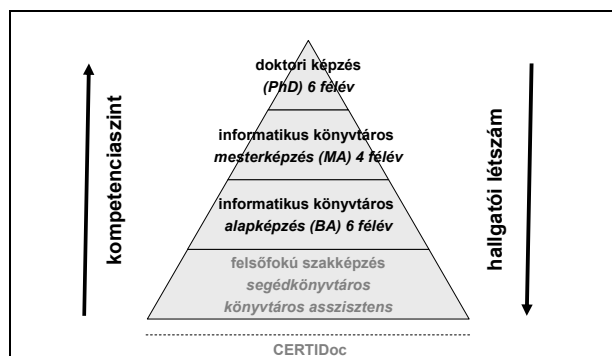 doktori képzés
(PhD) 6 félév
informatikus könyvtáros
mesterképzés (MA) 4 félév
informatikus könyvtáros
alapképzés (BA) 6 félév
felsőfokú szakképzés
segédkönyvtáros
könyvtáros asszisztens
CERTIDoc
kompetenciaszint
hallgatói létszám